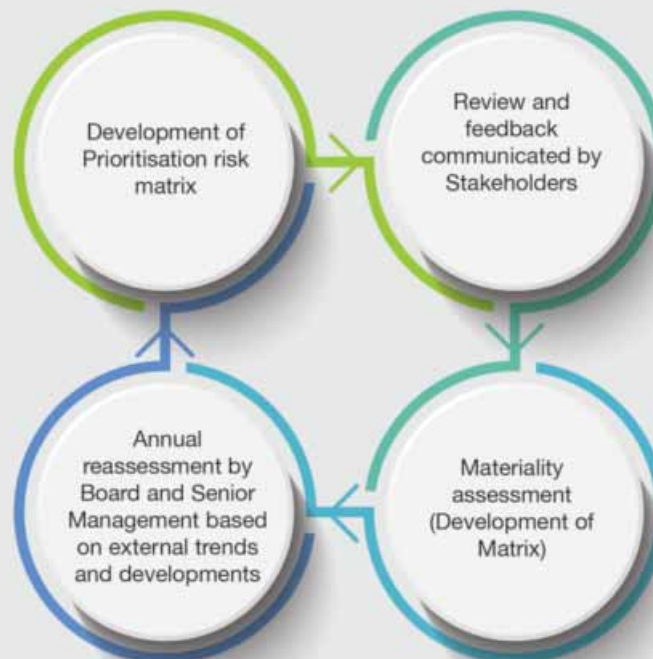 Development of
Prioritisation risk
matrix
Review and
feedback
communicated by
Stakeholders
Annual
reassessment by
Board and Senior
Management based
on external trends
and developments
Materiality
assessment
(Development of
Matrix)